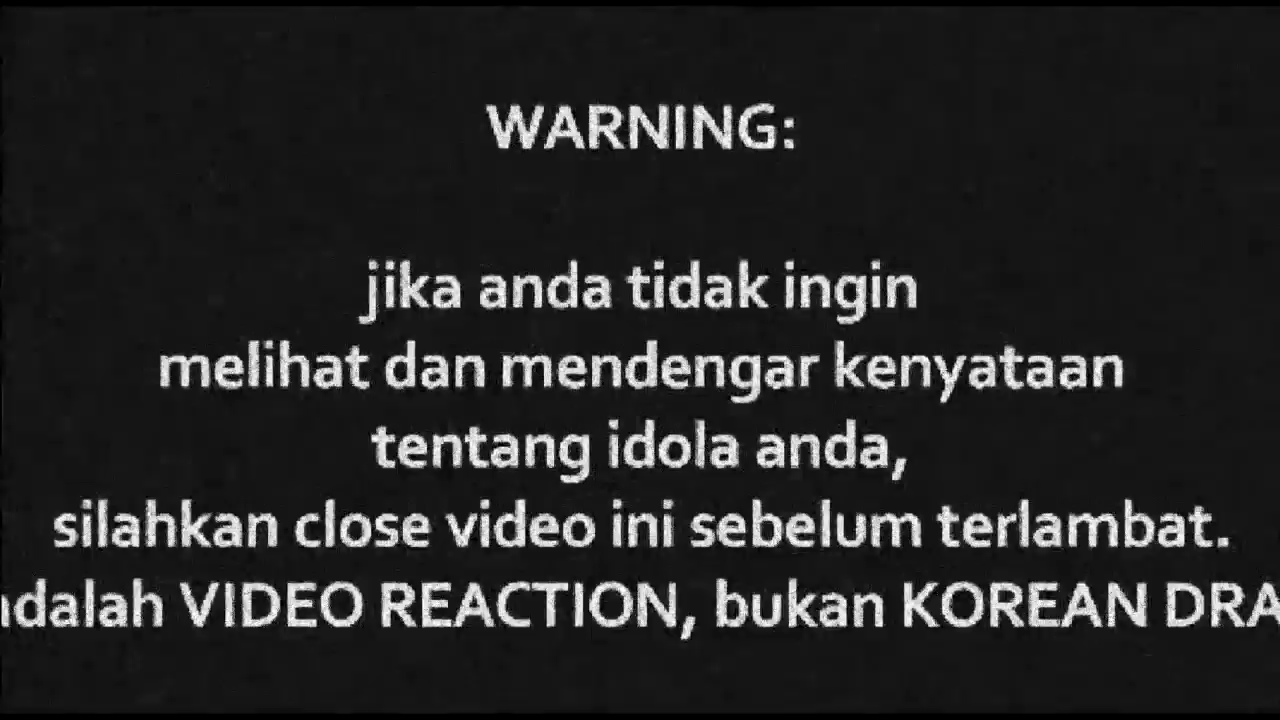 WARNING:
jika anda tidak ingin
melihat dan mendengar kenyataan
tentang idola anda,
silahkan close video ini sebelum terlambat.
VIDEO REACTION, bukan KOREAN